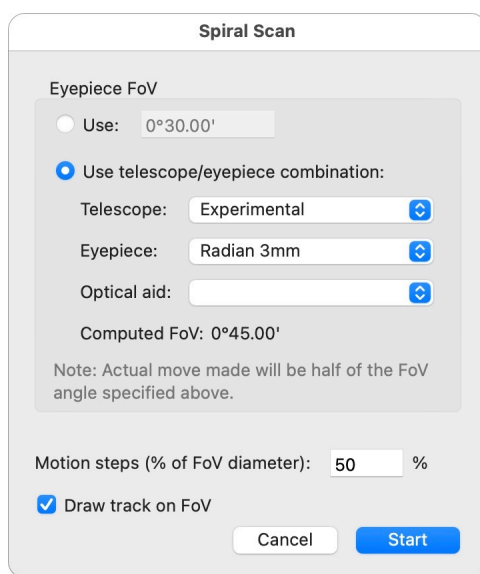 Spiral Scan
Eyepiece FoV
Use: 0°30.00'
Use telescope/eyepiece combination:
Telescope: Experimental
Eyepiece: Radian 3mm
Optical aid:
Computed FoV: 0°45.00'
Note: Actual move made will be half of the FoV
angle specified above.
Motion steps (% of FoV diameter): 50 %
Draw track on FoV
Cancel Start